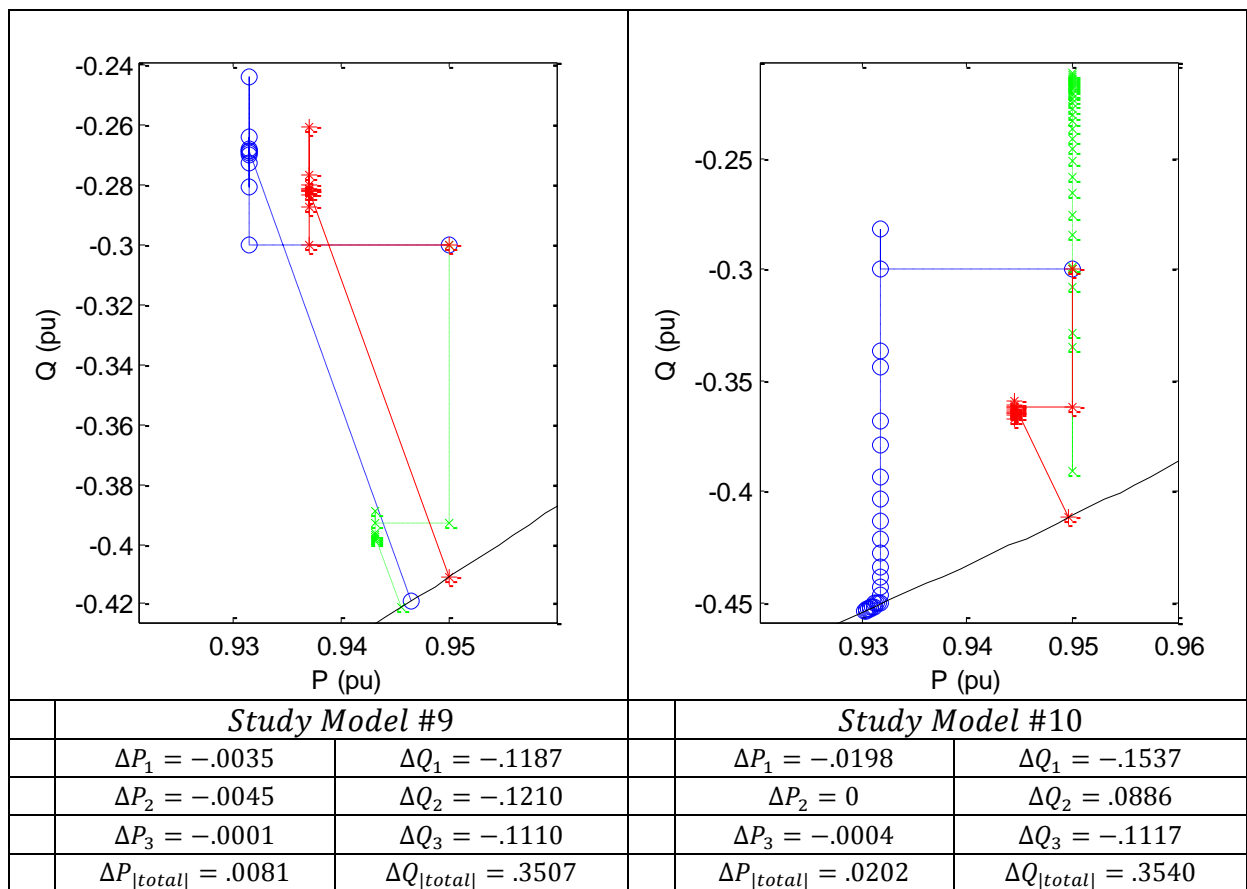 -0.24
-0.26
-0.28
-0.3
-0.32
-0.34
-0.36
-0.38
-0.4
-0.42
Q (pu)
0.93 0.94 0.95
P (pu)
-0.25
-0.3
-0.35
-0.4
-0.45
Q (pu)
0.93 0.94 0.95 0.96
P (pu)
Study Model #9 Study Model #10
ΔP₁ = −.0035 ΔQ₁ = −.1187 ΔP₁ = −.0198 ΔQ₁ = −.1537
ΔP₂ = −.0045 ΔQ₂ = −.1210 ΔP₂ = 0 ΔQ₂ = .0886
ΔP₃ = −.0001 ΔQ₃ = −.1110 ΔP₃ = −.0004 ΔQ₃ = −.1117
ΔP|total| = .0081 ΔQ|total| = .3507 ΔP|total| = .0202 ΔQ|total| = .3540